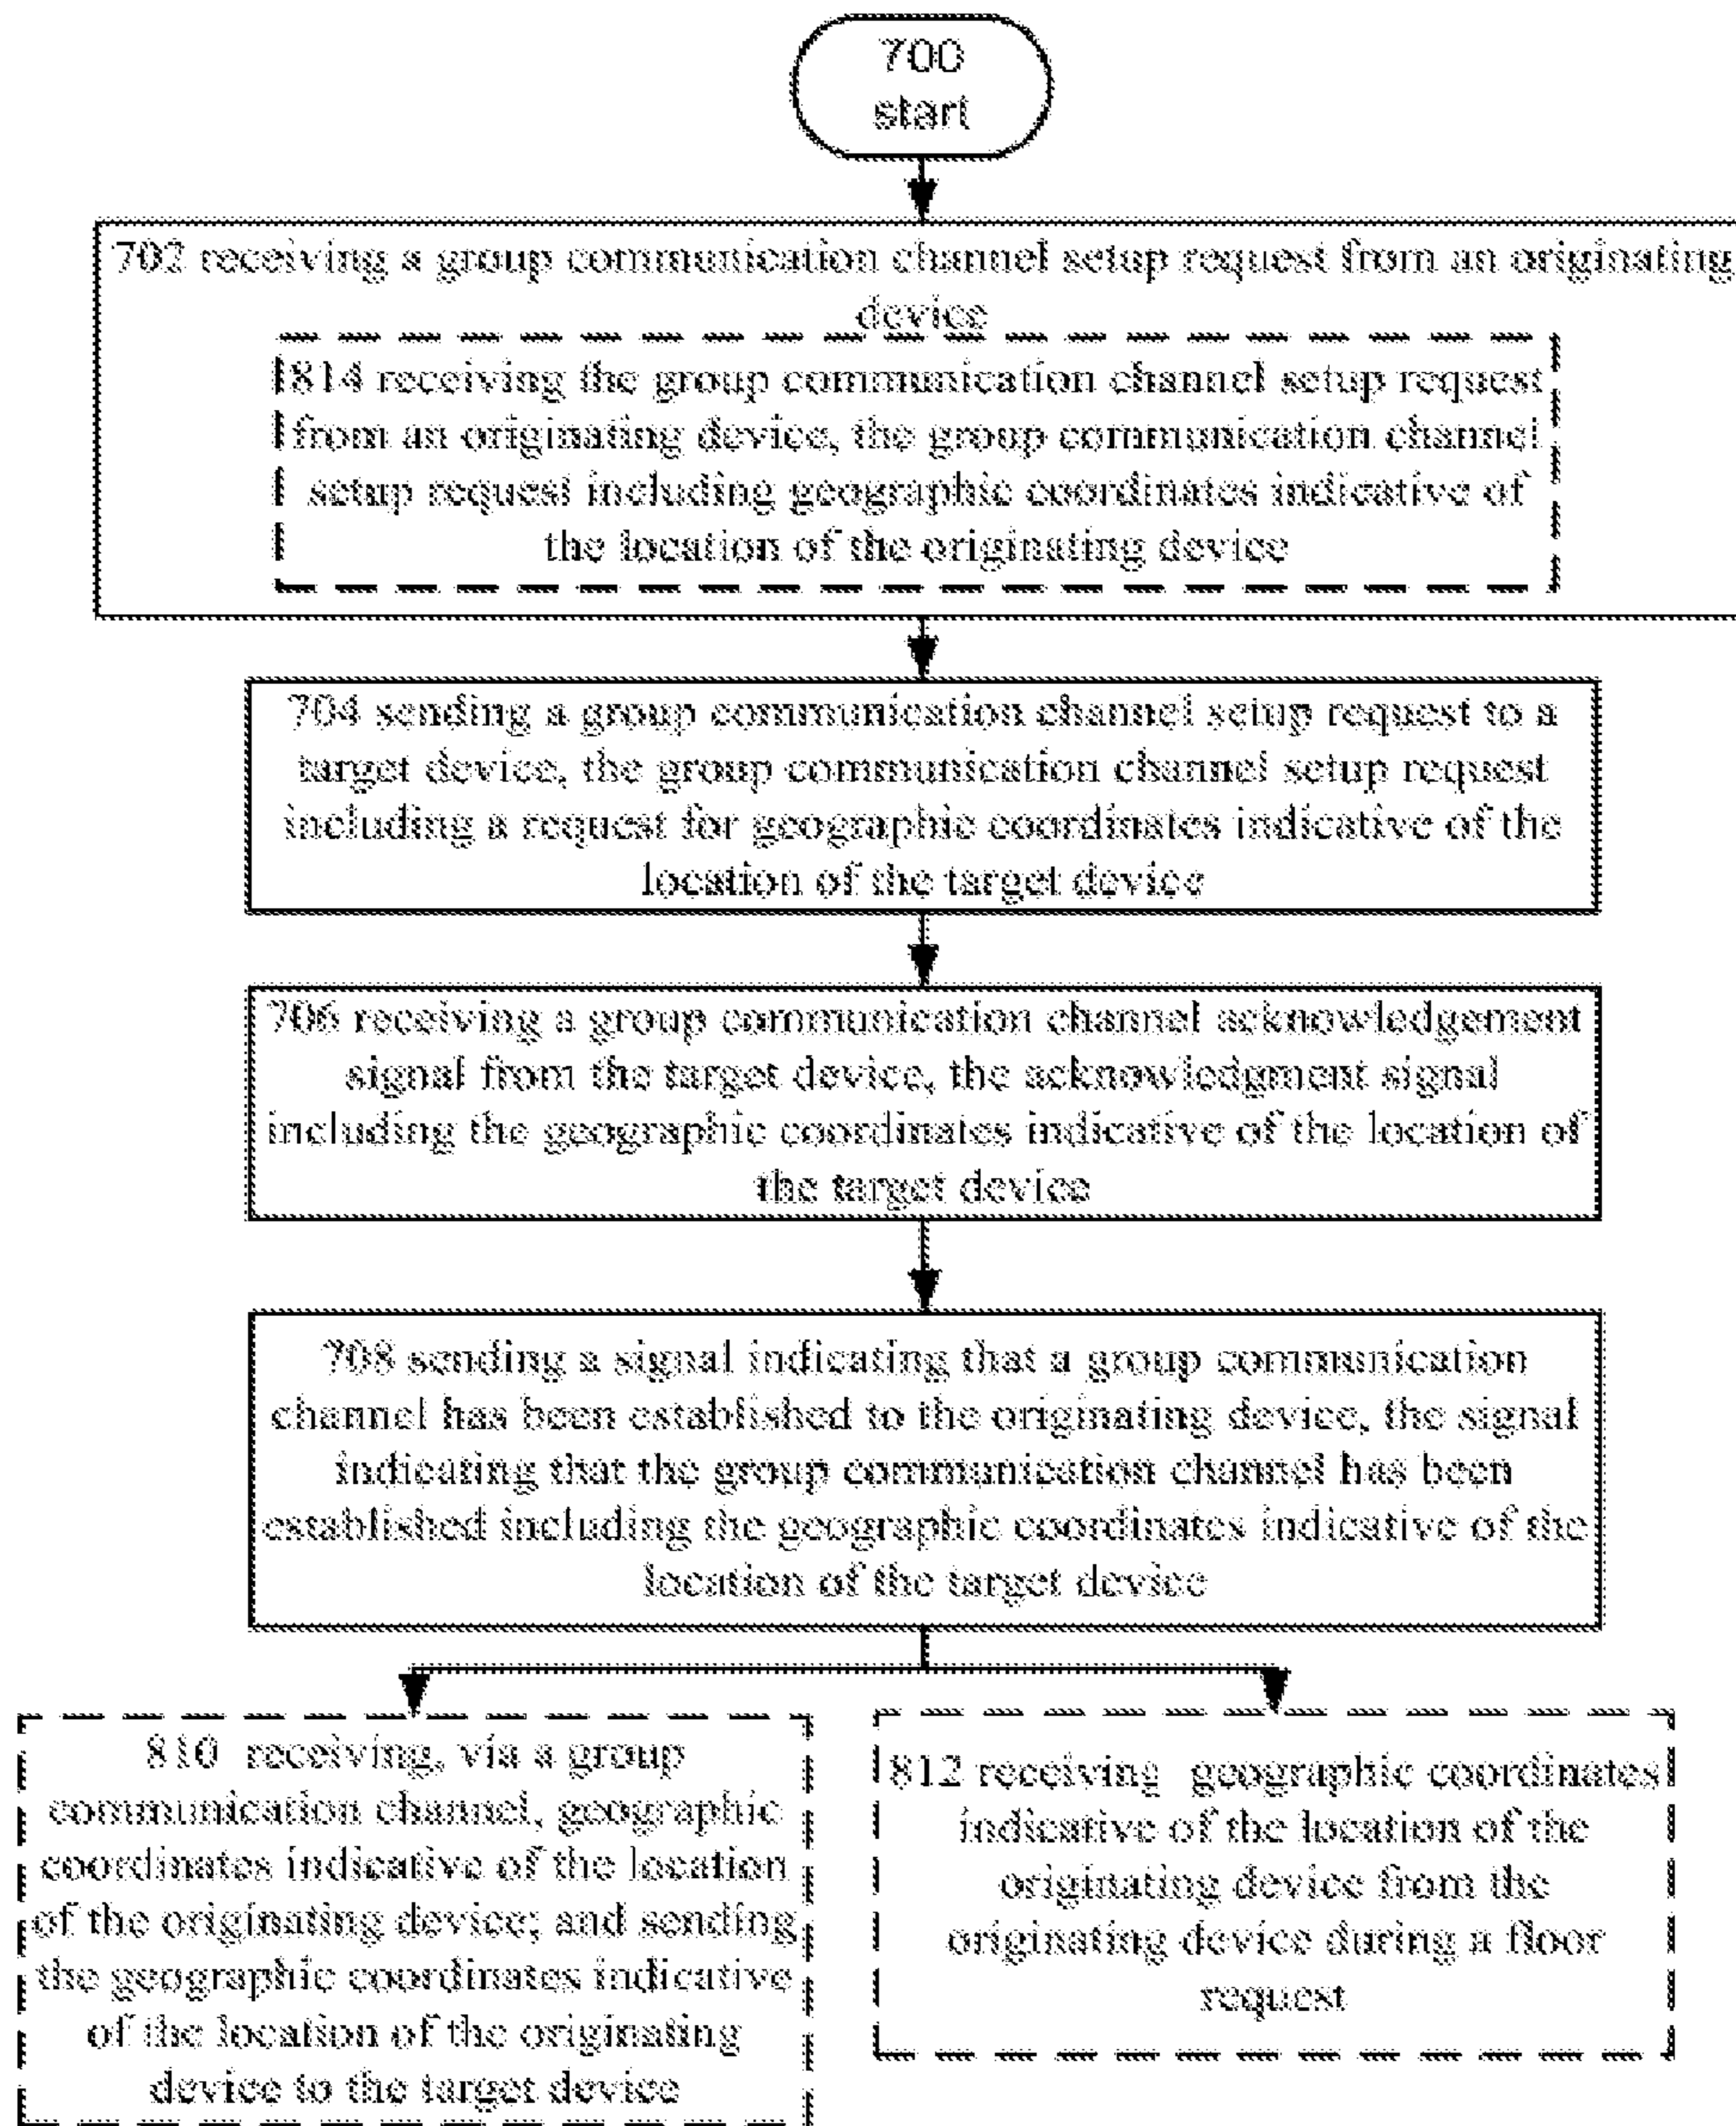 700
start
702 receiving a group communication channel setup request from an originating
device
814 receiving the group communication channel setup request
from an originating device, the group communication channel
setup request including geographic coordinates indicative of
the location of the originating device
704 sending a group communication channel setup request to a
target device, the group communication channel setup request
including a request for geographic coordinates indicative of the
location of the target device
706 receiving a group communication channel acknowledgement
signal from the target device, the acknowledgment signal
including the geographic coordinates indicative of the location of
the target device
708 sending a signal indicating that a group communication
channel has been established to the originating device, the signal
indicating that the group communication channel has been
established including the geographic coordinates indicative of the
location of the target device
810 receiving, via a group
communication channel, geographic
coordinates indicative of the location
of the originating device; and sending
the geographic coordinates indicative
of the location of the originating
device to the target device
812 receiving geographic coordinates
indicative of the location of the
originating device from the
originating device during a floor
request